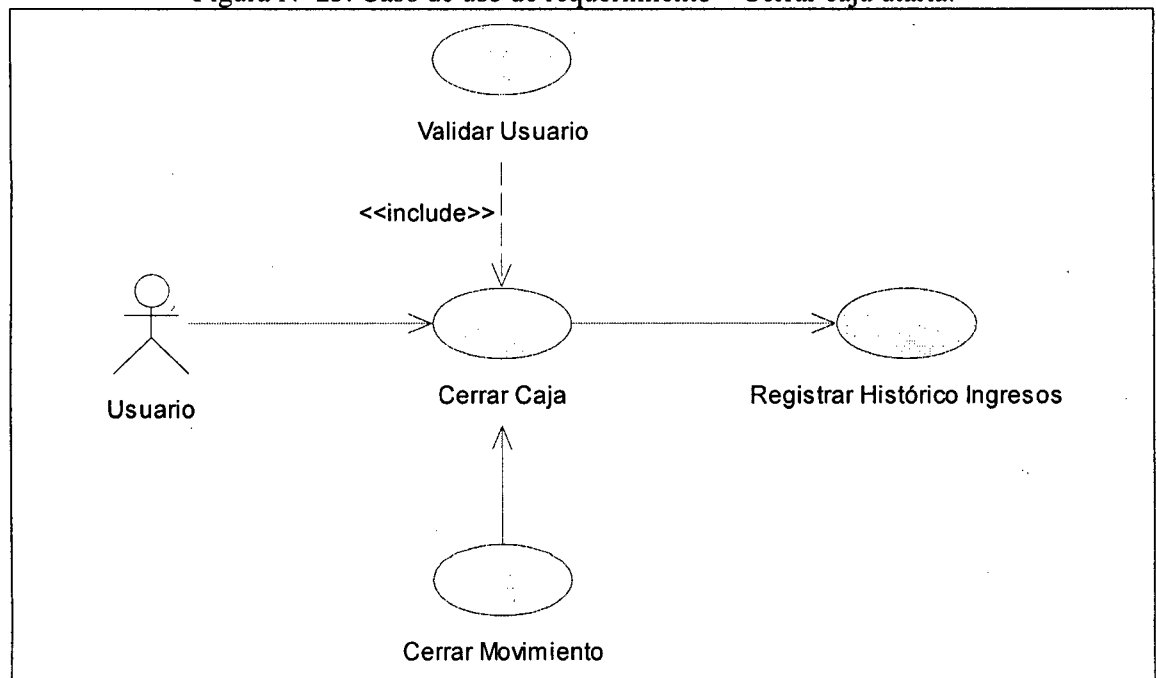 Validar Usuario
<<include>>
Usuario
Cerrar Caja
Registrar Histórico Ingresos
Cerrar Movimiento